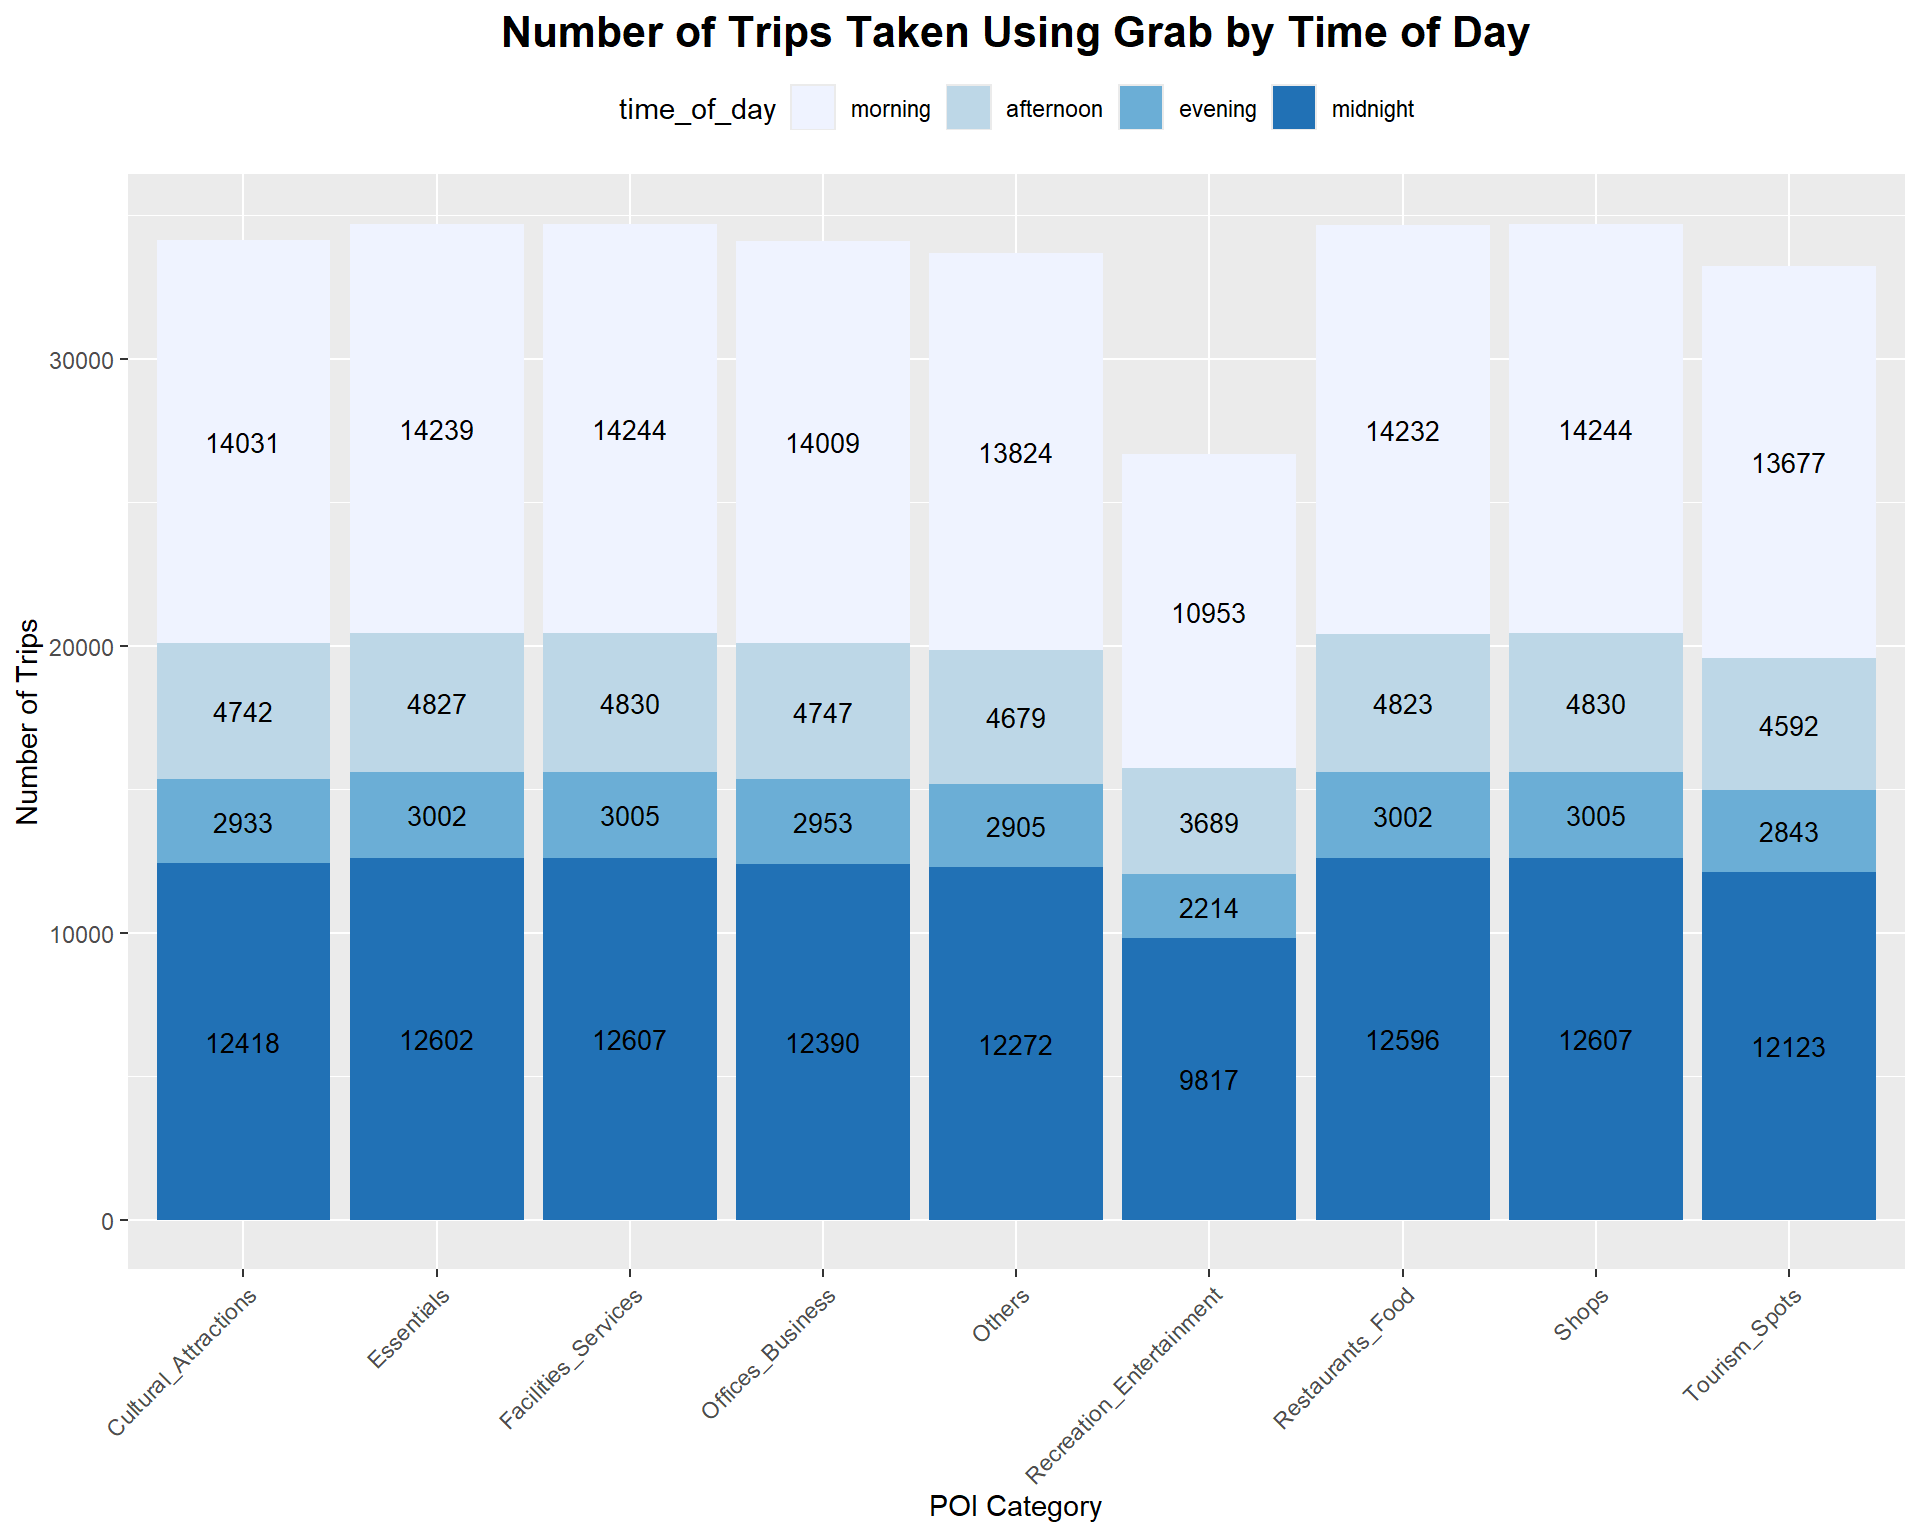 Number of Trips Taken Using Grab by Time of Day
time_of_day morning afternoon evening midnight
Number of Trips
30000
20000
10000
0
14031 14239 14244 14009 13824 10953 14232 14244 13677
4742 4827 4830 4747 4679 3689 4823 4830 4592
2933 3002 3005 2953 2905 2214 3002 3005 2843
12418 12602 12607 12390 12272 9817 12596 12607 12123
Cultural_Attractions
Essentials
Facilities_Services
Offices_Business
Others
Recreation_Entertainment
Restaurants_Food
Shops
Tourism_Spots
POI Category